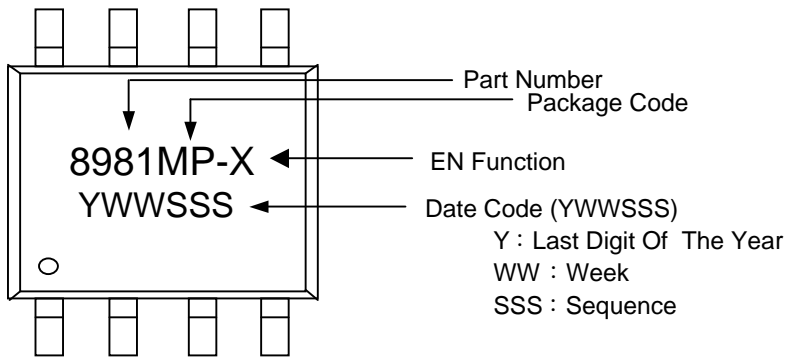 Part Number
Package Code
8981MP-X
EN Function
YWWSSS
Date Code (YWWSSS)
Y：Last Digit Of The Year
WW：Week
SSS：Sequence